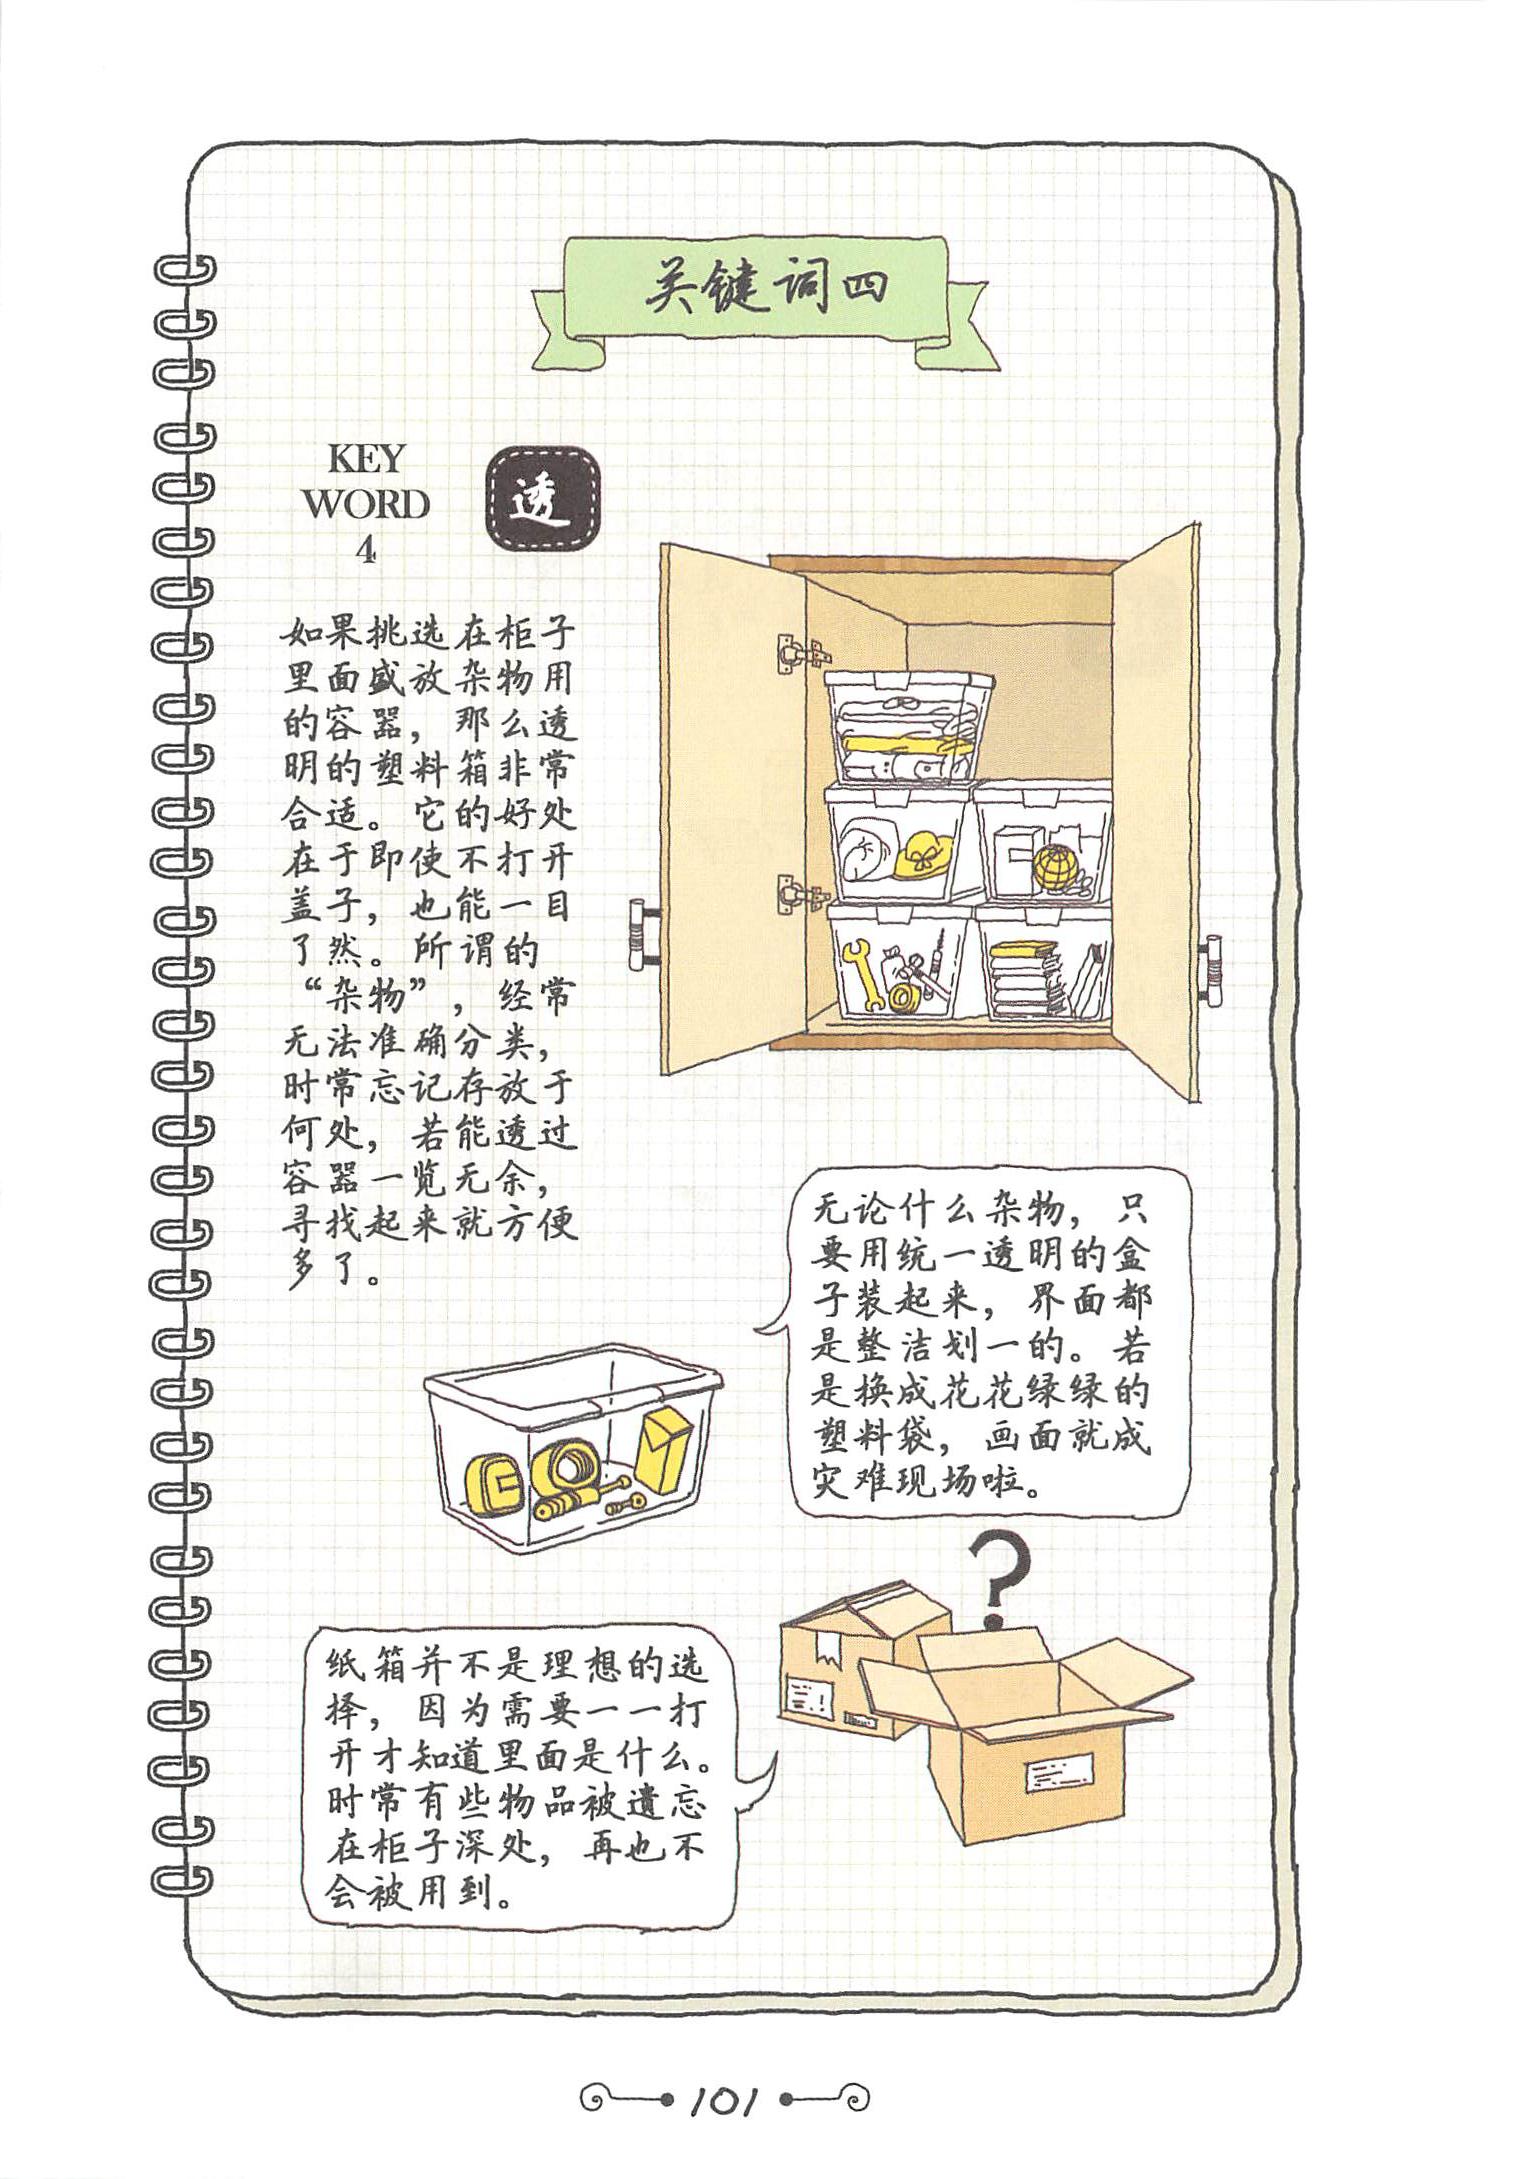 关键词四
KEY
WORD
4
透
如果挑选在柜子
里面盛放杂物用
的容器，那么透
明的塑料箱非常
合适。它的好处
在于即使不打开
盖子，也能一目
了然。所谓的
“杂物”，经常
无法准确分类，
时常忘记存放于
何处，若能透过
容器一览无余，
寻找起来就方便
多了。
无论什么杂物，只
要用统一透明的盒
子装起来，界面都
是整洁划一的。若
是换成花花绿绿的
塑料袋，画面就成
灾难现场啦。
?
纸箱并不是理想的选
择，因为需要一一打
开才知道里面是什么。
时常有些物品被遗忘
在柜子深处，再也不
会被用到。
101